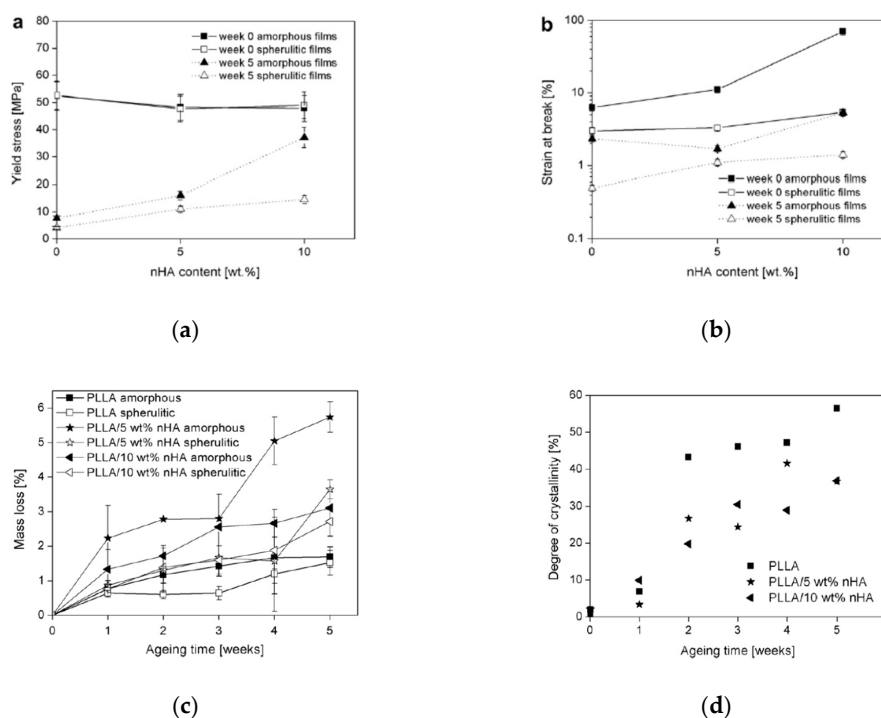 a
80
70
60
50
40
30
20
10
0
Yield stress [MPa]
week 0 amorphous films
week 0 spherulitic films
week 5 amorphous films
week 5 spherulitic films
0
5
10
nHA content [wt.%]
(a)
b
100
10
1
0.1
Strain at break [%]
week 0 amorphous films
week 0 spherulitic films
week 5 amorphous films
week 5 spherulitic films
0
5
10
nHA content [wt.%]
(b)
6
5
4
3
2
1
0
Mass loss [%]
PLLA amorphous
PLLA spherulitic
PLLA/5 wt% nHA amorphous
PLLA/5 wt% nHA spherulitic
PLLA/10 wt% nHA amorphous
PLLA/10 wt% nHA spherulitic
0
1
2
3
4
5
Ageing time [weeks]
(c)
60
50
40
30
20
10
0
Degree of crystallinity [%]
PLLA
PLLA/5 wt% nHA
PLLA/10 wt% nHA
0
1
2
3
4
5
Ageing time [weeks]
(d)